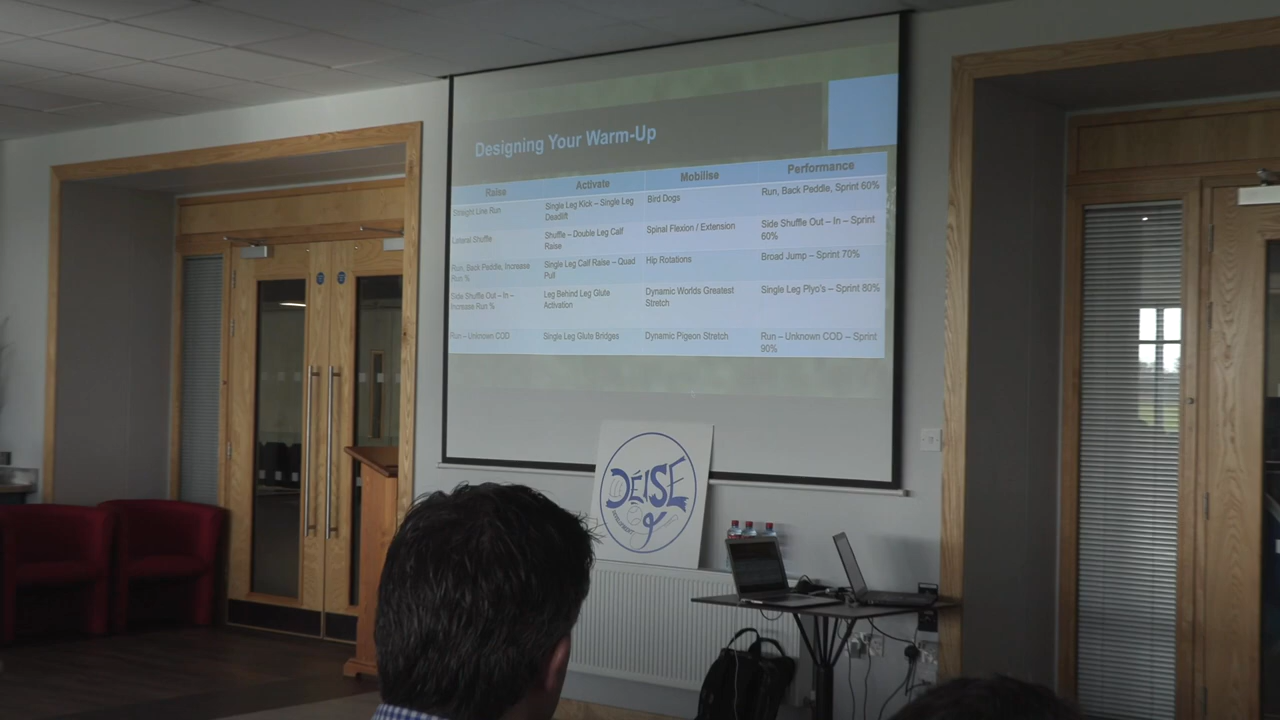 Designing Your Warm-Up
Raise Activate Mobilise Performance
Straight Line Run
Single Leg Kick – Single Leg
Deadlift
Bird Dogs
Run, Back Peddle, Sprint 60%
Lateral Shuffle
Shuffle – Double Leg Calf
Raise
Spinal Flexion / Extension
Side Shuffle Out – In – Sprint
60%
Run, Back Peddle, Increase
Run %
Single Leg Calf Raise – Quad
Pull
Hip Rotations
Broad Jump – Sprint 70%
Side Shuffle Out – In –
Increase Run %
Leg Behind Leg Glute
Activation
Dynamic Worlds Greatest
Stretch
Single Leg Plyo's – Sprint 80%
Run – Unknown COD
Single Leg Glute Bridges
Dynamic Pigeon Stretch
Run – Unknown COD – Sprint
90%
DÉISE